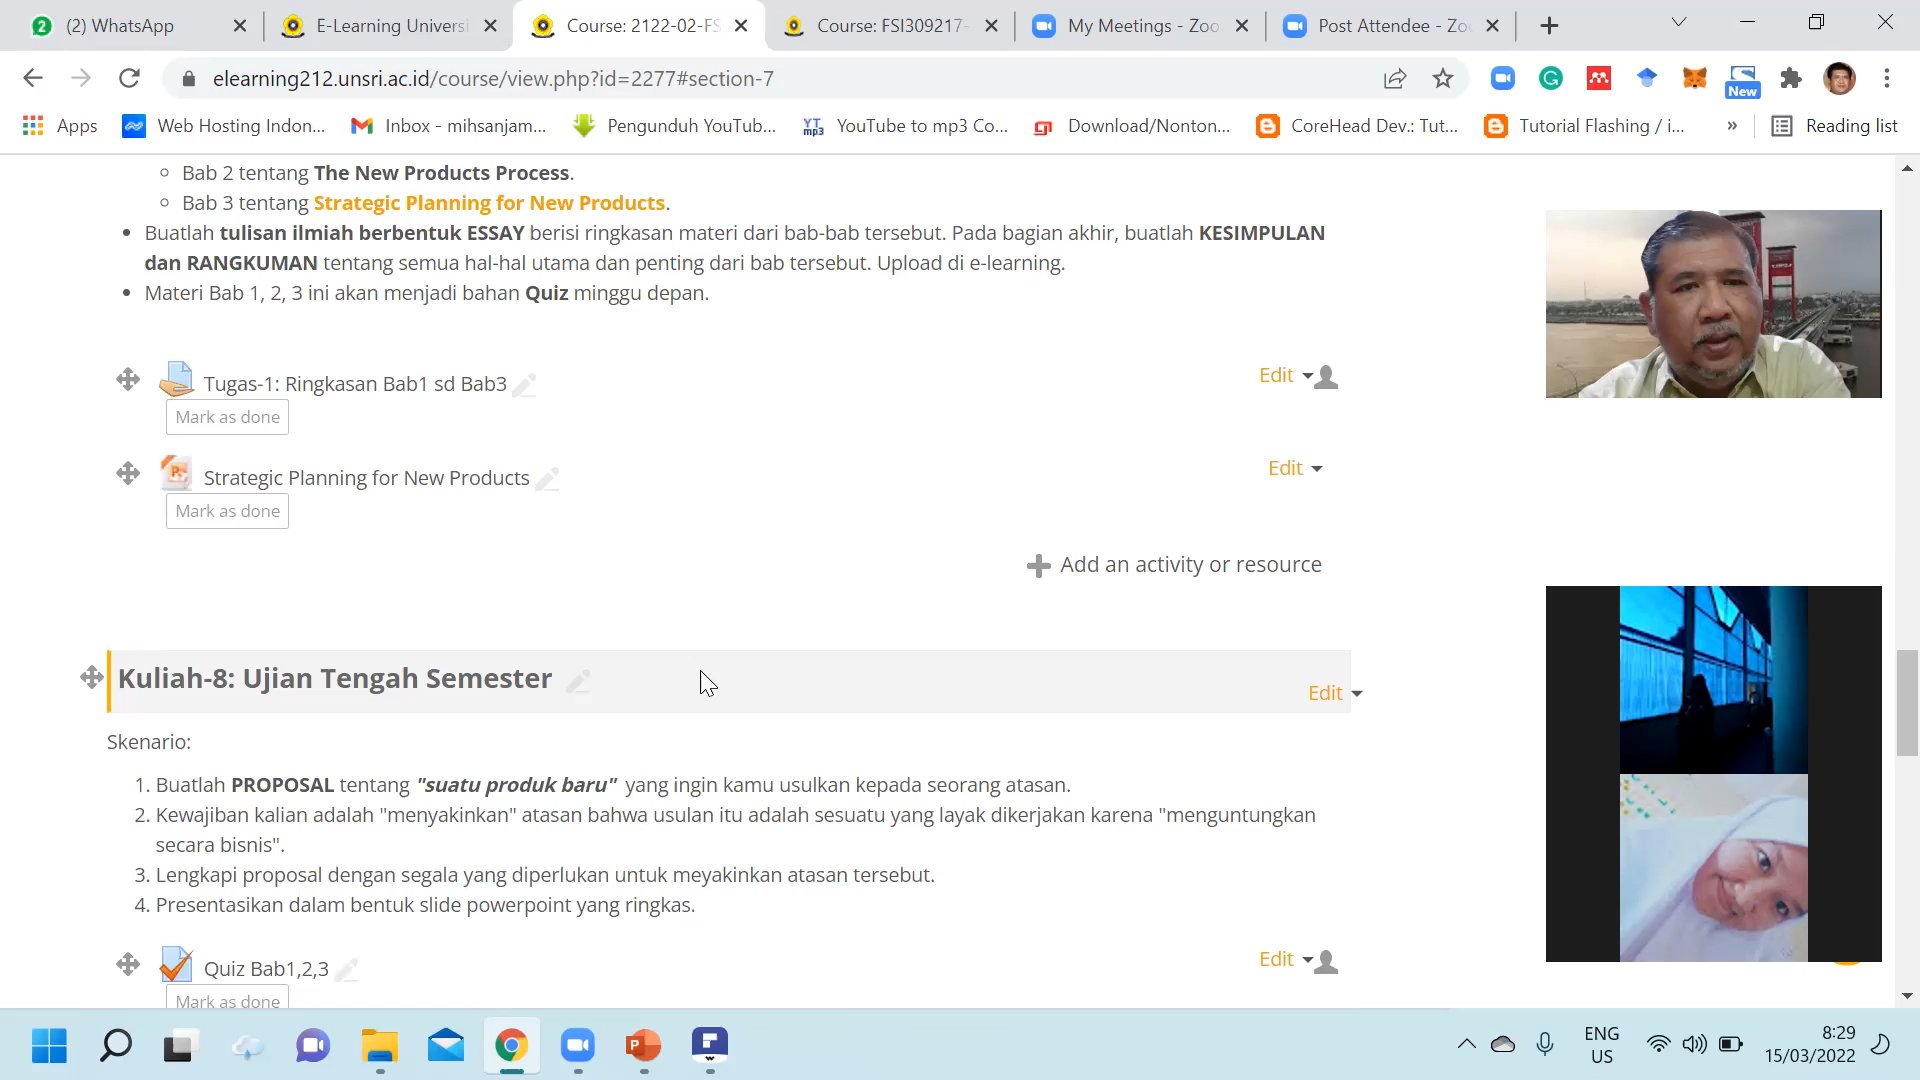 (2) WhatsApp
E-Learning Universi
Course: 2122-02-FS
Course: FSI309217-
My Meetings - Zoo
Post Attendee - Zo
elearning212.unsri.ac.id/course/view.php?id=2277#section-7
New
Apps
Web Hosting Indon...
Inbox - mihsanjam...
Pengunduh YouTub...
YT mp3
YouTube to mp3 Co...
Download/Nonton...
CoreHead Dev.: Tut...
Tutorial Flashing / i...
»
Reading list
Bab 2 tentang The New Products Process.
Bab 3 tentang Strategic Planning for New Products.
Buatlah tulisan ilmiah berbentuk ESSAY berisi ringkasan materi dari bab-bab tersebut. Pada bagian akhir, buatlah KESIMPULAN
dan RANGKUMAN tentang semua hal-hal utama dan penting dari bab tersebut. Upload di e-learning.
Materi Bab 1, 2, 3 ini akan menjadi bahan Quiz minggu depan.
Tugas-1: Ringkasan Bab1 sd Bab3
Edit
Mark as done
Strategic Planning for New Products
Edit
Mark as done
Add an activity or resource
Kuliah-8: Ujian Tengah Semester
Edit
Skenario:
1. Buatlah PROPOSAL tentang "suatu produk baru" yang ingin kamu usulkan kepada seorang atasan.
2. Kewajiban kalian adalah "menyakinkan" atasan bahwa usulan itu adalah sesuatu yang layak dikerjakan karena "menguntungkan
secara bisnis".
3. Lengkapi proposal dengan segala yang diperlukan untuk meyakinkan atasan tersebut.
4. Presentasikan dalam bentuk slide powerpoint yang ringkas.
Quiz Bab1,2,3
Edit
Mark as done
ENG
US
8:29
15/03/2022